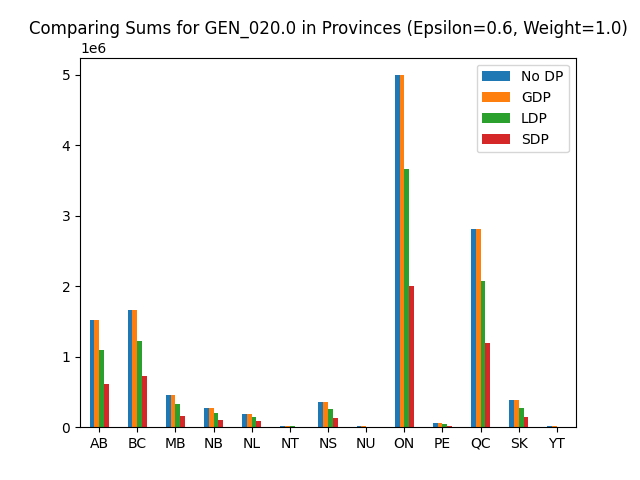 Comparing Sums for GEN_020.0 in Provinces (Epsilon=0.6, Weight=1.0)
1e6
5
4
3
2
1
0
No DP
GDP
LDP
SDP
AB BC MB NB NL NT NS NU ON PE QC SK YT